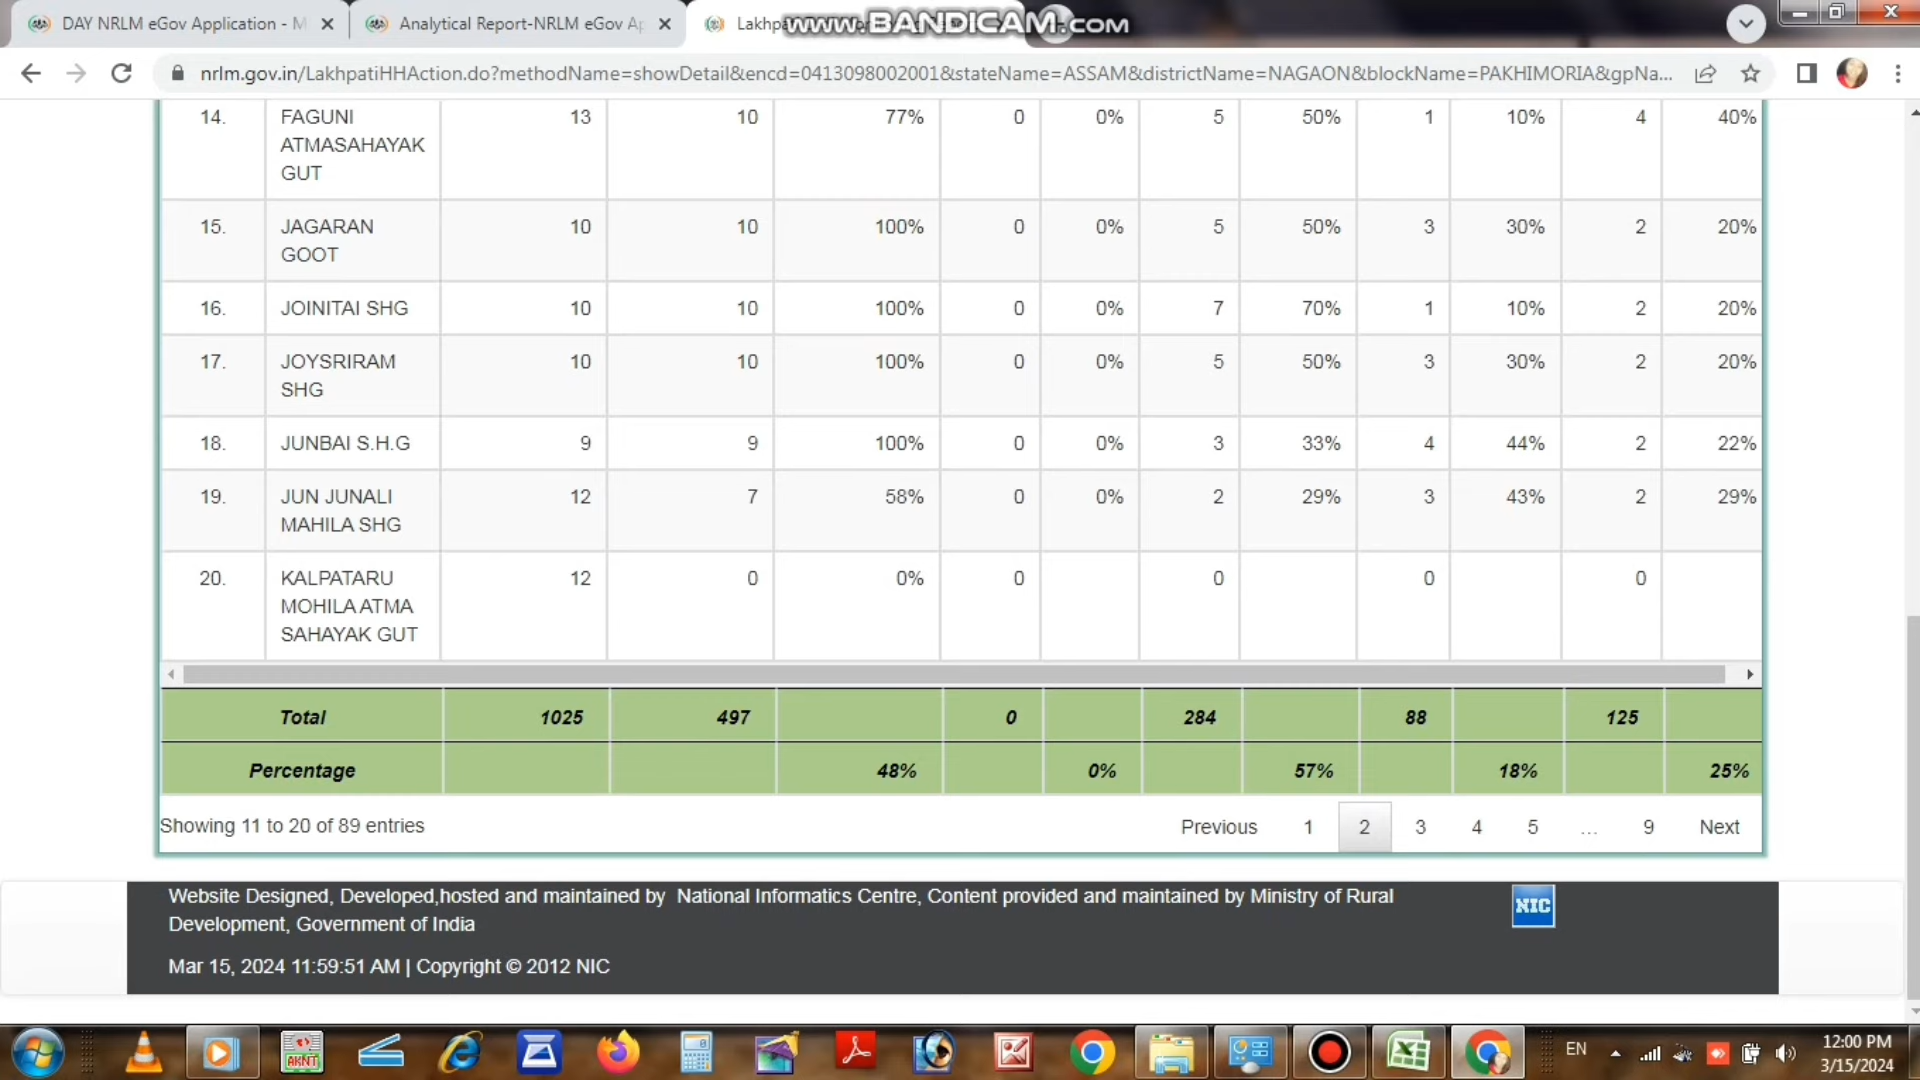 DAY NRLM eGov Application - M
Analytical Report-NRLM eGov Ap
Lakhpa
www.BANDICAM.com
nrlm.gov.in/LakhpatiHHAction.do?methodName=showDetail&encd=0413098002001&stateName=ASSAM&districtName=NAGAON&blockName=PAKHIMORIA&gpNa...
14. FAGUNI 13 10 77% 0 0% 5 50% 1 10% 4 40%
ATMASAHAYAK
GUT
15. JAGARAN 10 10 100% 0 0% 5 50% 3 30% 2 20%
GOOT
16. JOINITAI SHG 10 10 100% 0 0% 7 70% 1 10% 2 20%
17. JOYSRIRAM 10 10 100% 0 0% 5 50% 3 30% 2 20%
SHG
18. JUNBAI S.H.G 9 9 100% 0 0% 3 33% 4 44% 2 22%
19. JUN JUNALI 12 7 58% 0 0% 2 29% 3 43% 2 29%
MAHILA SHG
20. KALPATARU 12 0 0% 0 0 0 0
MOHILA ATMA
SAHAYAK GUT
Total 1025 497 0 284 88 125
Percentage 48% 0% 57% 18% 25%
Showing 11 to 20 of 89 entries
Previous 1 2 3 4 5 ... 9 Next
Website Designed, Developed,hosted and maintained by National Informatics Centre, Content provided and maintained by Ministry of Rural
Development, Government of India
NIC
Mar 15, 2024 11:59:51 AM | Copyright © 2012 NIC
AKNT
EN
12:00 PM
3/15/2024